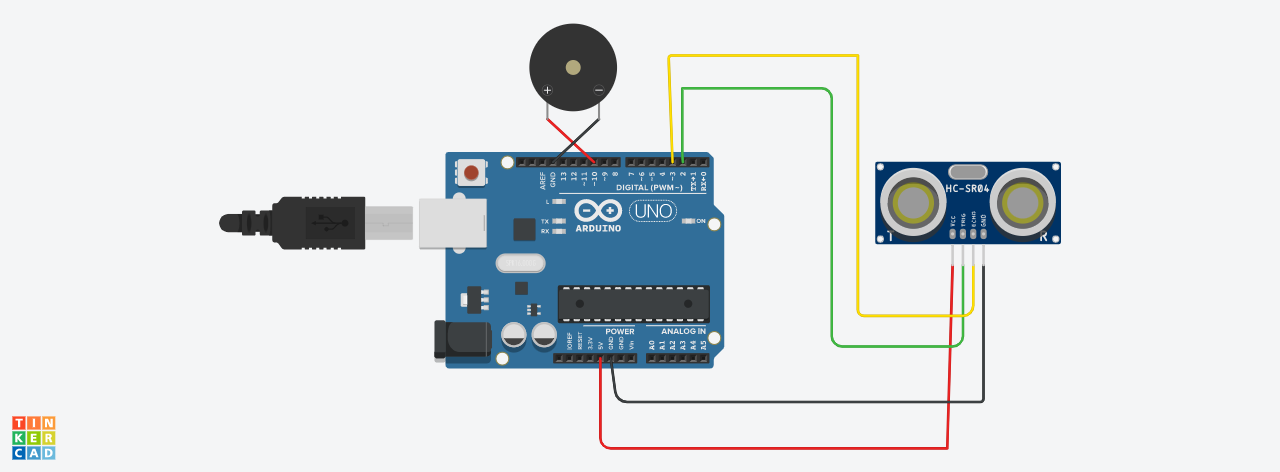 + −
AREF
GND
13
12
~11
~10
~9
8
7
~6
~5
4
~3
2
TX→1
RX←0
DIGITAL (PWM~)
L
TX
RX
ARDUINO
UNO
ON
HC-SR04
VCC
TRIG
ECHO
GND
T
R
POWER
ANALOG IN
IOREF
RESET
3.3V
5V
GND
GND
Vin
A0
A1
A2
A3
A4
A5
TIN
KER
CAD